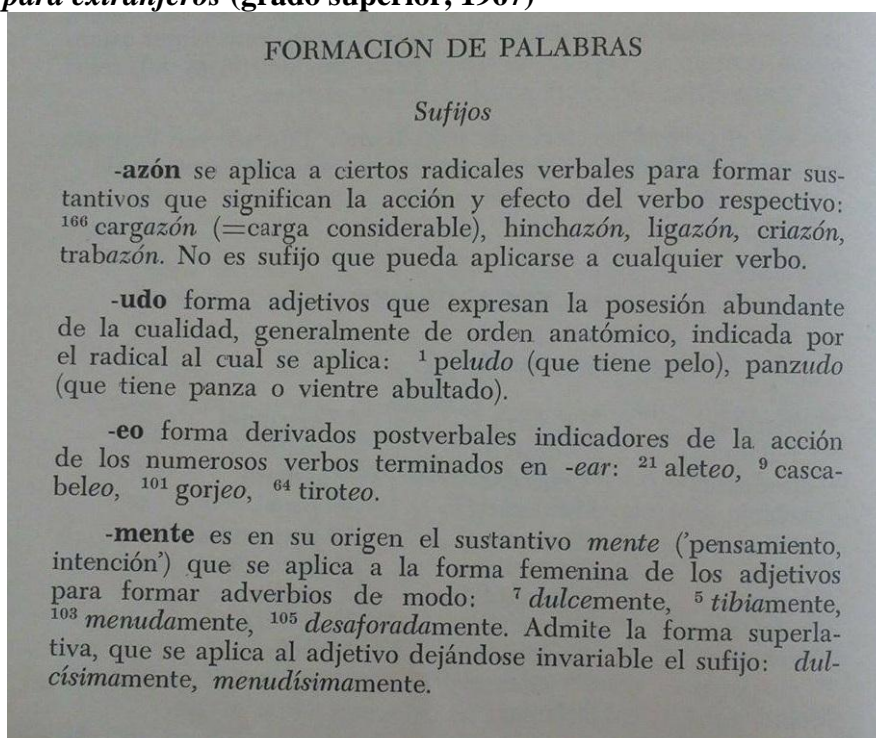 para extranjeros (grado superior, 1967)
FORMACIÓN DE PALABRAS
Sufijos
-azón se aplica a ciertos radicales verbales para formar sus-
tantivos que significan la acción y efecto del verbo respectivo:
166 cargazón (=carga considerable), hinchazón, ligazón, criazón,
trabazón. No es sufijo que pueda aplicarse a cualquier verbo.
-udo forma adjetivos que expresan la posesión abundante
de la cualidad, generalmente de orden anatómico, indicada por
el radical al cual se aplica: 1 peludo (que tiene pelo), panzudo
(que tiene panza o vientre abultado).
-eo forma derivados postverbales indicadores de la acción
de los numerosos verbos terminados en -ear: 21 aleteo, 9 casca-
beleo, 101 gorjeo, 64 tiroteo.
-mente es en su origen el sustantivo mente ('pensamiento,
intención') que se aplica a la forma femenina de los adjetivos
para formar adverbios de modo: 7 dulcemente, 5 tibiamente,
103 menudamente, 105 desaforadamente. Admite la forma superla-
tiva, que se aplica al adjetivo dejándose invariable el sufijo: dul-
císimamente, menudísimamente.